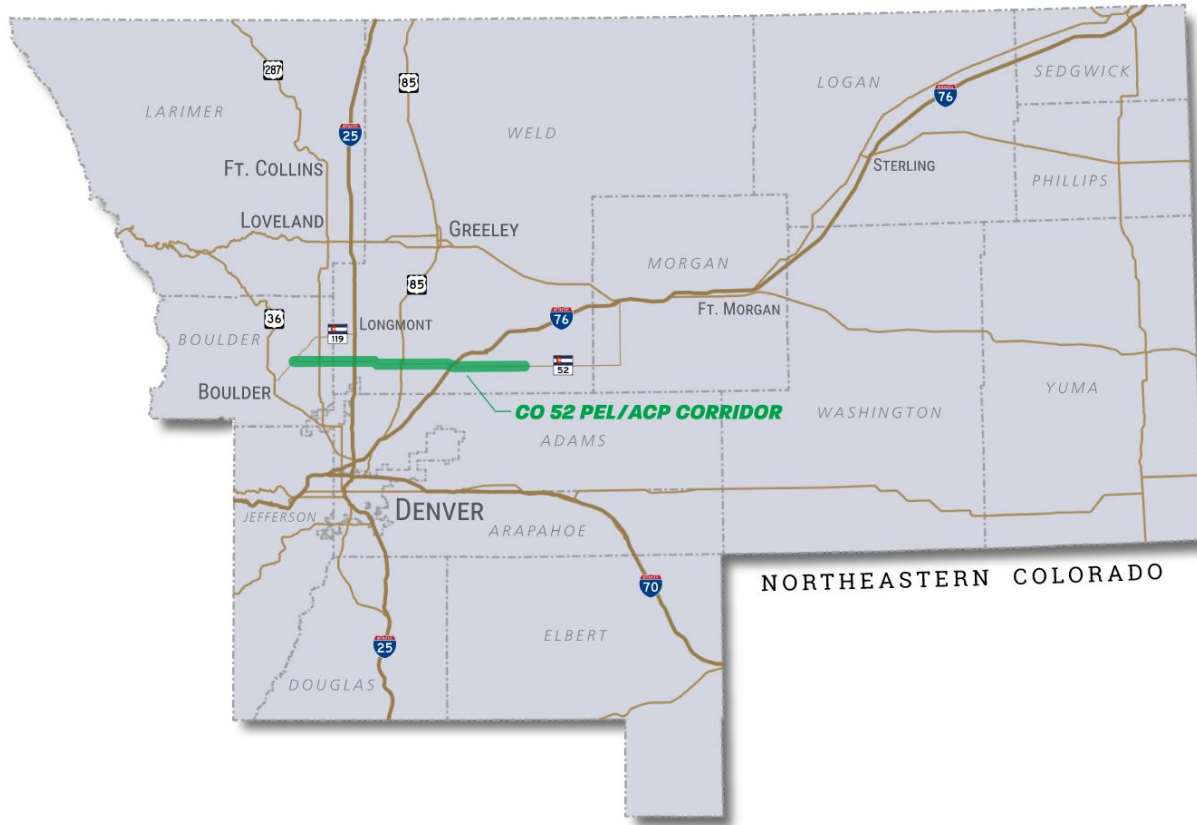 287
85
LOGAN
SEDGWICK
76
LARIMER
25
WELD
STERLING
FT. COLLINS
PHILLIPS
LOVELAND
GREELEY
MORGAN
85
FT. MORGAN
36
76
BOULDER
119
LONGMONT
52
BOULDER
YUMA
CO 52 PEL/ACP CORRIDOR
WASHINGTON
ADAMS
DENVER
JEFFERSON
ARAPAHOE
NORTHEASTERN COLORADO
70
ELBERT
25
DOUGLAS